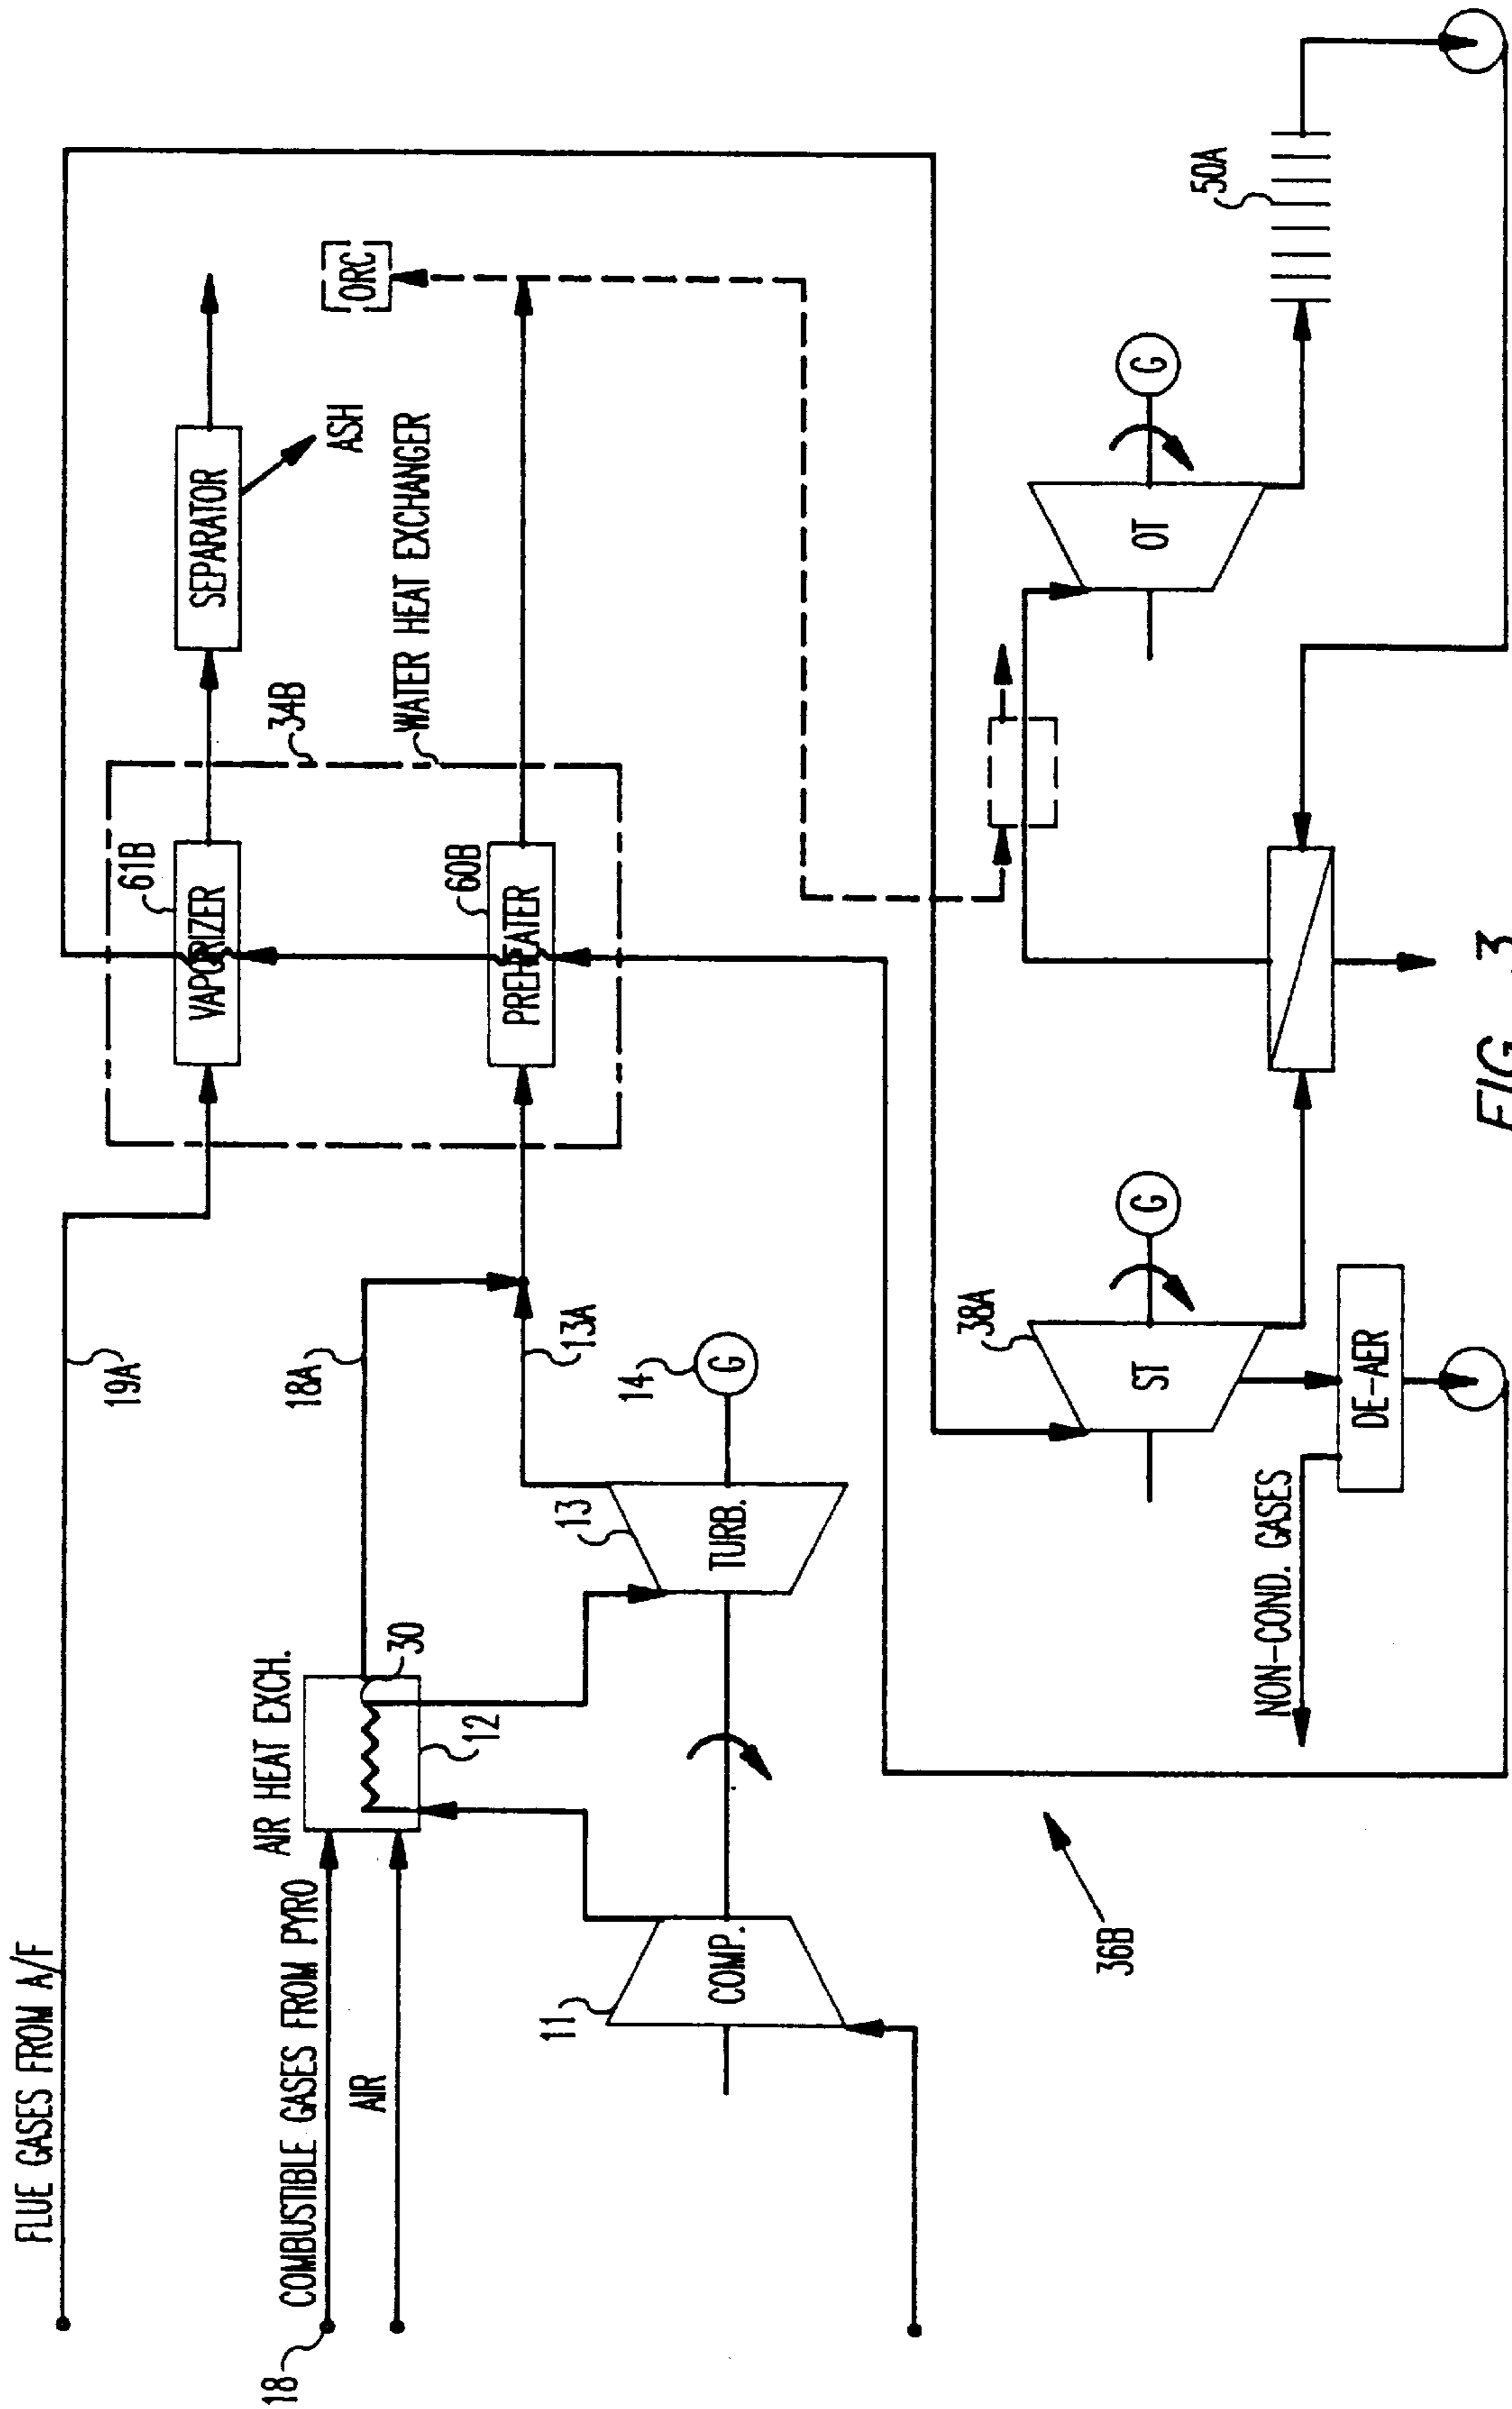 FLUE GASES FROM A/F
19A
18
COMBUSTIBLE GASES FROM PYRO
AIR
AIR HEAT EXCH.
12
30
18A
11
COMP.
13
TURB.
13A
14
G
61B
VAPORIZER
34B
SEPARATOR
ASH
WATER HEAT EXCHANGER
60B
PREHEATER
ORC
36B
NON-COND. GASES
38A
ST
G
DE-AER
OT
G
50A
FIG. 3